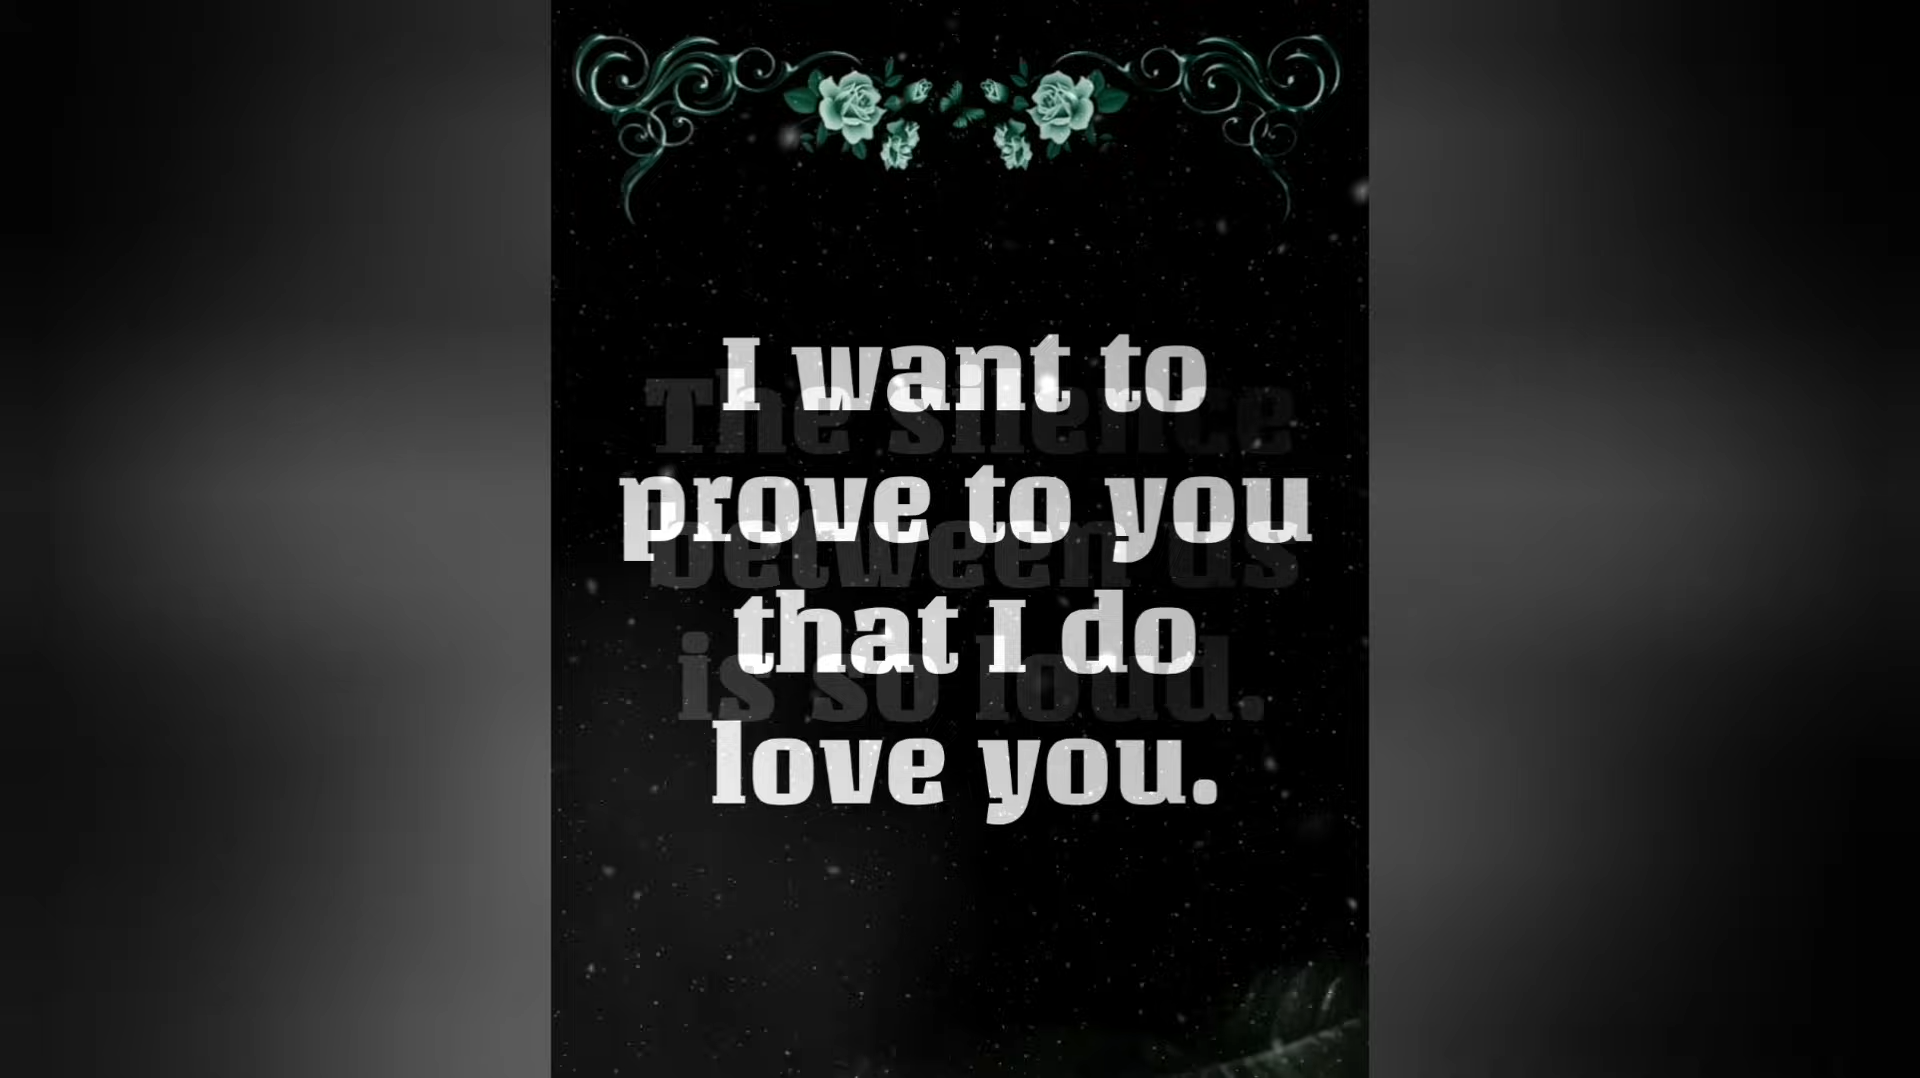 I want to
prove to you
that I do
love you.
The silence
between us
is so loud.